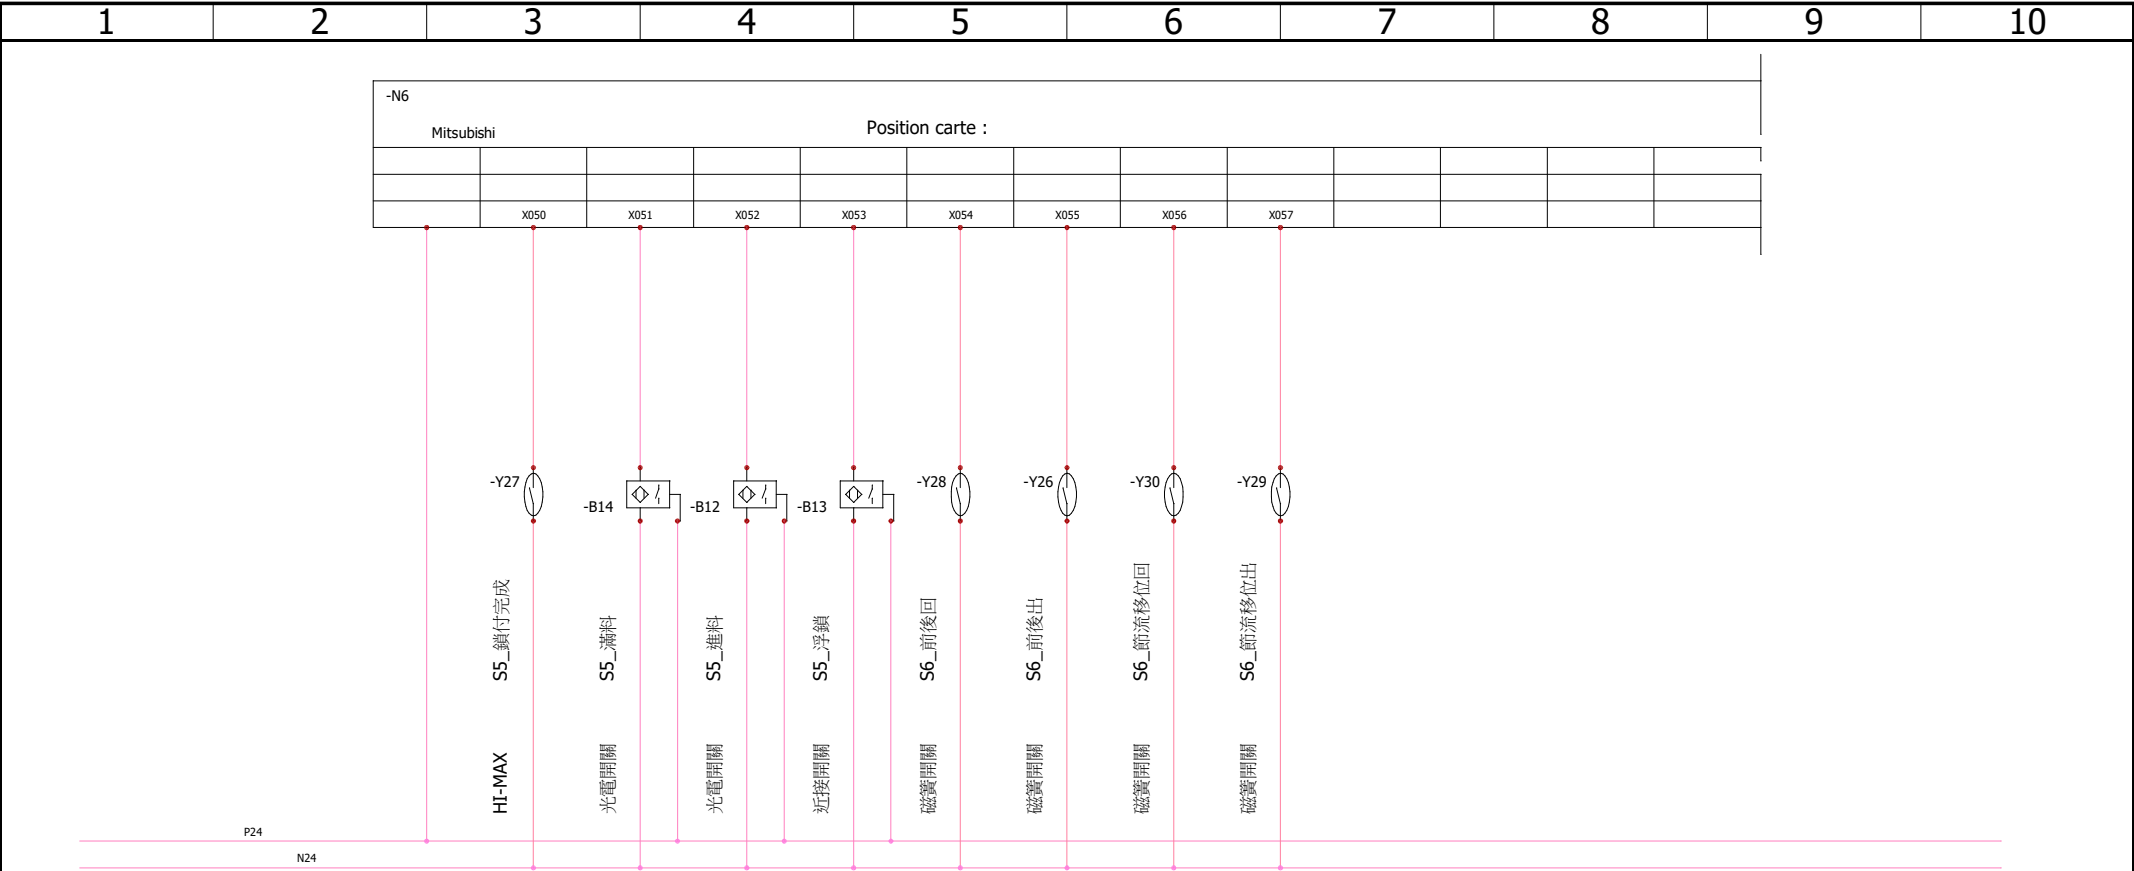 1 2 3 4 5 6 7 8 9 10
-N6
Mitsubishi
Position carte :
X050 X051 X052 X053 X054 X055 X056 X057
-Y27
-B14
-B12
-B13
-Y28
-Y26
-Y30
-Y29
S5_鎖付完成
S5_滿料
S5_進料
S5_浮鎖
S6_前後回
S6_前後出
S6_節流移位回
S6_節流移位出
HI-MAX
光電開關
光電開關
近接開關
磁簧開關
磁簧開關
磁簧開關
磁簧開關
P24
N24